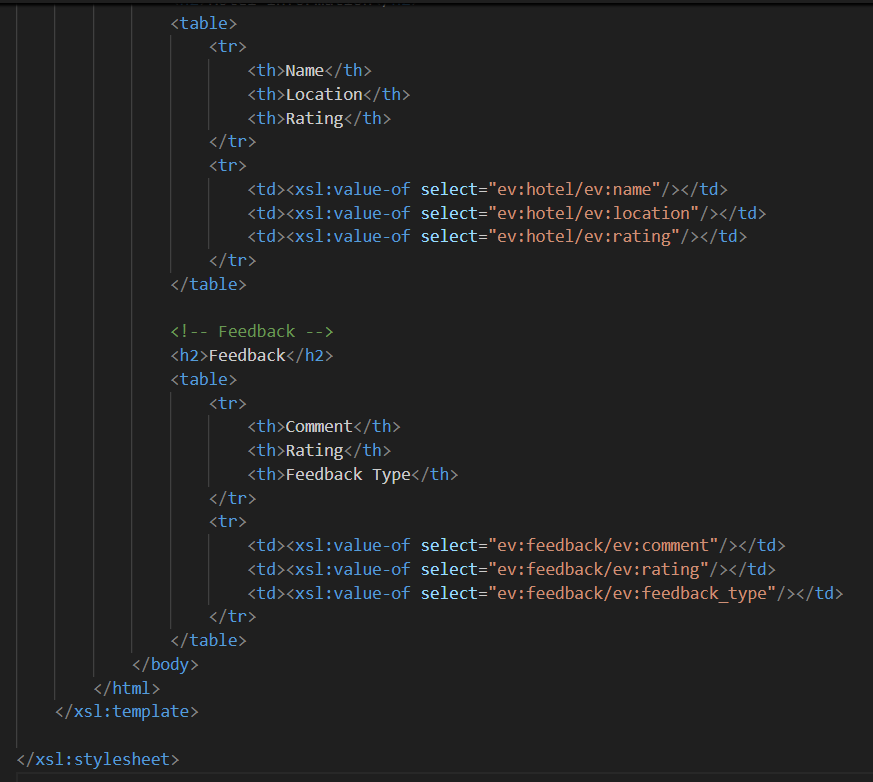 <table>
<tr>
<th>Name</th>
<th>Location</th>
<th>Rating</th>
</tr>
<tr>
<td><xsl:value-of select="ev:hotel/ev:name"/></td>
<td><xsl:value-of select="ev:hotel/ev:location"/></td>
<td><xsl:value-of select="ev:hotel/ev:rating"/></td>
</tr>
</table>
<!-- Feedback -->
<h2>Feedback</h2>
<table>
<tr>
<th>Comment</th>
<th>Rating</th>
<th>Feedback Type</th>
</tr>
<tr>
<td><xsl:value-of select="ev:feedback/ev:comment"/></td>
<td><xsl:value-of select="ev:feedback/ev:rating"/></td>
<td><xsl:value-of select="ev:feedback/ev:feedback_type"/></td>
</tr>
</table>
</body>
</html>
</xsl:template>
</xsl:stylesheet>